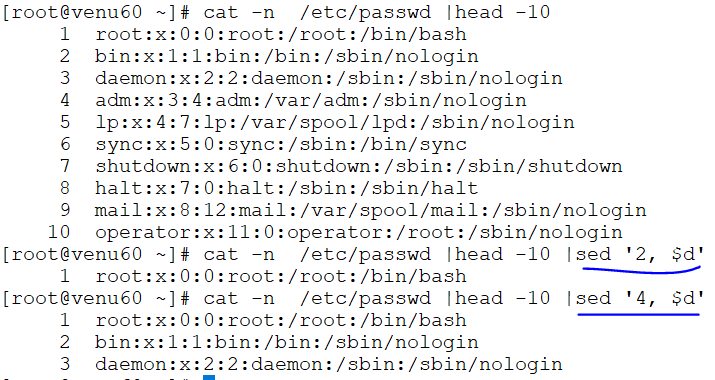 [root@venu60 ~]# cat -n  /etc/passwd |head -10
     1  root:x:0:0:root:/root:/bin/bash
     2  bin:x:1:1:bin:/bin:/sbin/nologin
     3  daemon:x:2:2:daemon:/sbin:/sbin/nologin
     4  adm:x:3:4:adm:/var/adm:/sbin/nologin
     5  lp:x:4:7:lp:/var/spool/lpd:/sbin/nologin
     6  sync:x:5:0:sync:/sbin:/bin/sync
     7  shutdown:x:6:0:shutdown:/sbin:/sbin/shutdown
     8  halt:x:7:0:halt:/sbin:/sbin/halt
     9  mail:x:8:12:mail:/var/spool/mail:/sbin/nologin
    10  operator:x:11:0:operator:/root:/sbin/nologin
[root@venu60 ~]# cat -n  /etc/passwd |head -10 |sed '2, $d'
     1  root:x:0:0:root:/root:/bin/bash
[root@venu60 ~]# cat -n  /etc/passwd |head -10 |sed '4, $d'
     1  root:x:0:0:root:/root:/bin/bash
     2  bin:x:1:1:bin:/bin:/sbin/nologin
     3  daemon:x:2:2:daemon:/sbin:/sbin/nologin